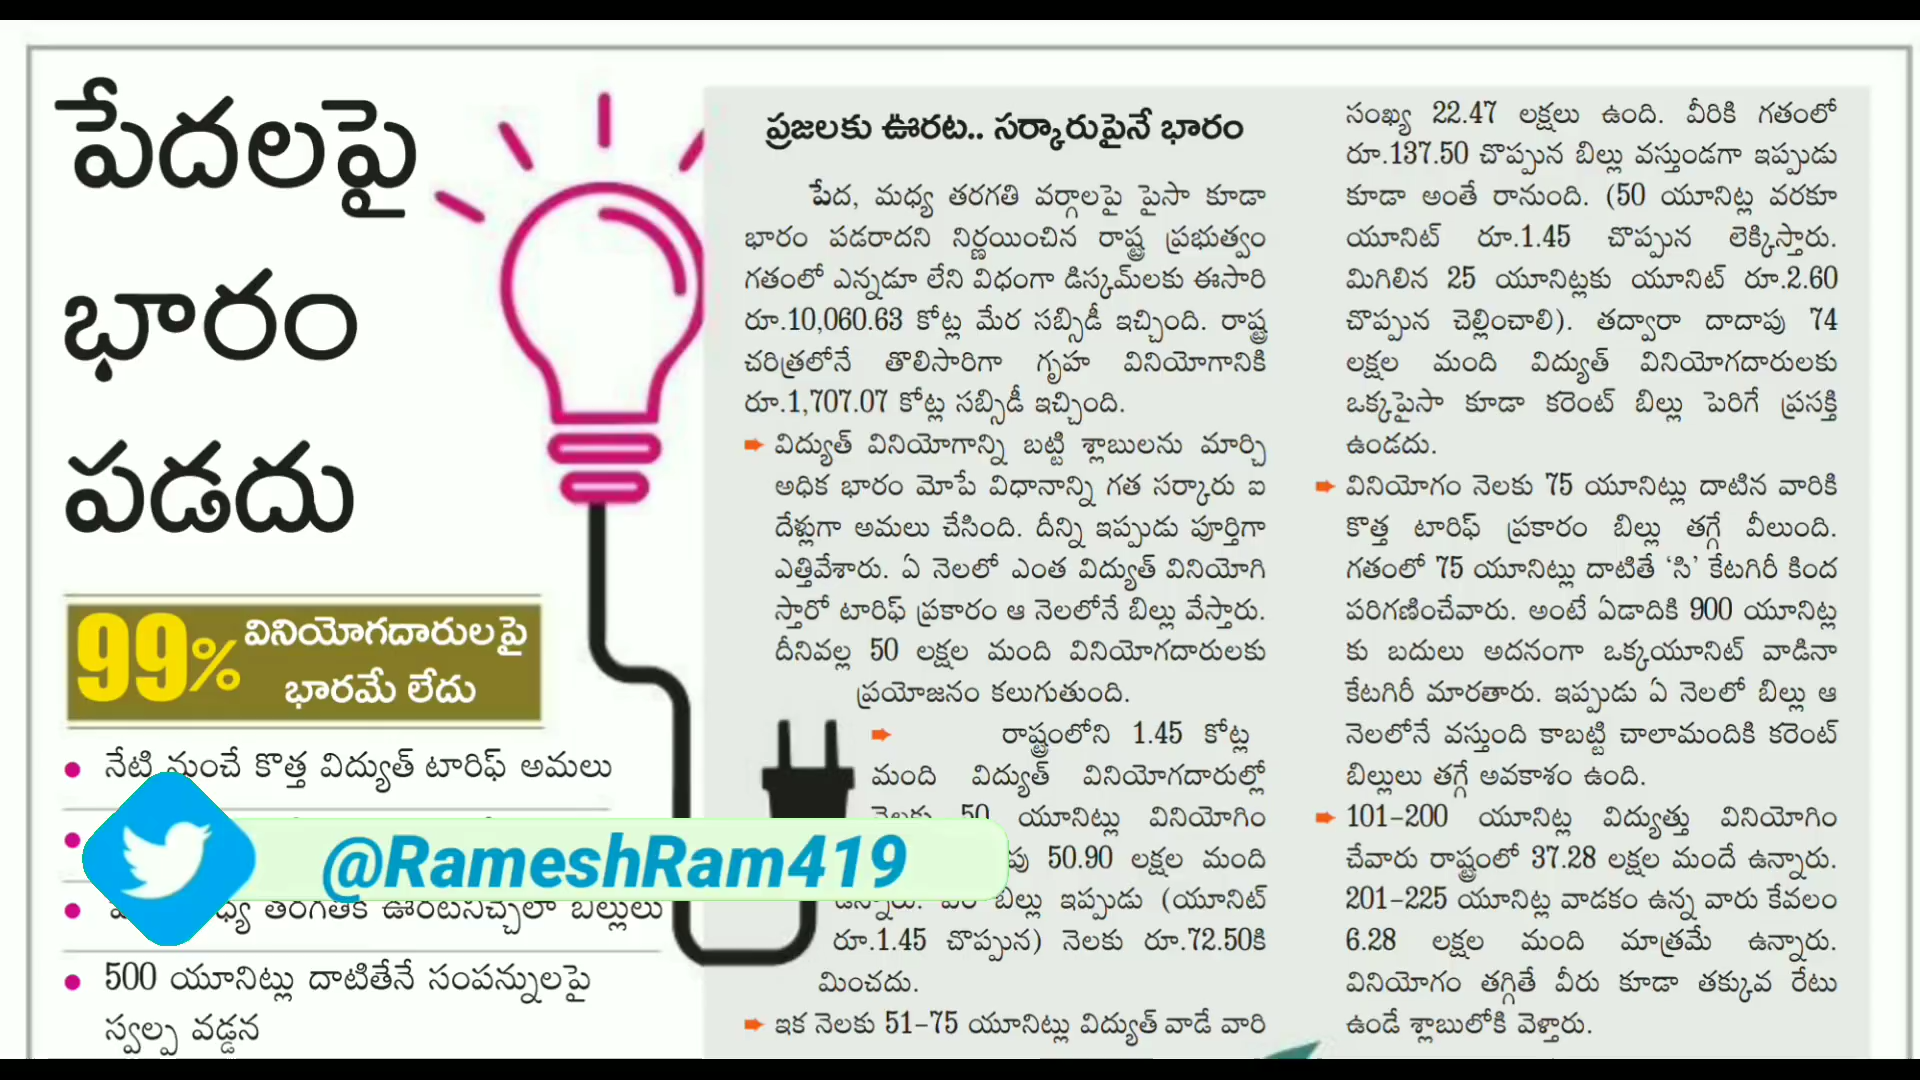 పేదలపై
భారం
పడదు
99% వినియోగదారులపై
భారమే లేదు
నేటి నుంచే కొత్త విద్యుత్ టారిఫ్ అమలు
తరగతికి ఊరటనిచ్చేలా బిల్లులు
500 యూనిట్లు దాటితేనే సంపన్నులపై
స్వల్ప వడ్డన
@RameshRam419
ప్రజలకు ఊరట.. సర్కారుపైనే భారం
పేద, మధ్య తరగతి వర్గాలపై పైసా కూడా
భారం పడరాదని నిర్ణయించిన రాష్ట్ర ప్రభుత్వం
గతంలో ఎన్నడూ లేని విధంగా డిస్కమ్‌లకు ఈసారి
రూ.10,060.63 కోట్ల మేర సబ్సిడీ ఇచ్చింది. రాష్ట్ర
చరిత్రలోనే తొలిసారిగా గృహ వినియోగానికి
రూ.1,707.07 కోట్ల సబ్సిడీ ఇచ్చింది.
విద్యుత్ వినియోగాన్ని బట్టి శ్లాబులను మార్చి
అధిక భారం మోపే విధానాన్ని గత సర్కారు ఐ
దేళ్లుగా అమలు చేసింది. దీన్ని ఇప్పుడు పూర్తిగా
ఎత్తివేశారు. ఏ నెలలో ఎంత విద్యుత్ వినియోగి
స్తారో టారిఫ్ ప్రకారం ఆ నెలలోనే బిల్లు వేస్తారు.
దీనివల్ల 50 లక్షల మంది వినియోగదారులకు
ప్రయోజనం కలుగుతుంది.
రాష్ట్రంలోని 1.45 కోట్ల
మంది విద్యుత్ వినియోగదారుల్లో
నెలకు 50 యూనిట్లు వినియోగిం
50.90 లక్షల మంది
ఉన్నారు. వీరి బిల్లు ఇప్పుడు (యూనిట్
రూ.1.45 చొప్పున) నెలకు రూ.72.50కి
మించదు.
ఇక నెలకు 51-75 యూనిట్లు విద్యుత్ వాడే వారి
సంఖ్య 22.47 లక్షలు ఉంది. వీరికి గతంలో
రూ.137.50 చొప్పున బిల్లు వస్తుండగా ఇప్పుడు
కూడా అంతే రానుంది. (50 యూనిట్ల వరకూ
యూనిట్ రూ.1.45 చొప్పున లెక్కిస్తారు.
మిగిలిన 25 యూనిట్లకు యూనిట్ రూ.2.60
చొప్పున చెల్లించాలి). తద్వారా దాదాపు 74
లక్షల మంది విద్యుత్ వినియోగదారులకు
ఒక్కపైసా కూడా కరెంట్ బిల్లు పెరిగే ప్రసక్తి
ఉండదు.
వినియోగం నెలకు 75 యూనిట్లు దాటిన వారికి
కొత్త టారిఫ్ ప్రకారం బిల్లు తగ్గే వీలుంది.
గతంలో 75 యూనిట్లు దాటితే ‘సి’ కేటగిరీ కింద
పరిగణించేవారు. అంటే ఏడాదికి 900 యూనిట్ల
కు బదులు అదనంగా ఒక్కయూనిట్ వాడినా
కేటగిరీ మారతారు. ఇప్పుడు ఏ నెలలో బిల్లు ఆ
నెలలోనే వస్తుంది కాబట్టి చాలామందికి కరెంట్
బిల్లులు తగ్గే అవకాశం ఉంది.
101-200 యూనిట్ల విద్యుత్తు వినియోగిం
చేవారు రాష్ట్రంలో 37.28 లక్షల మందే ఉన్నారు.
201-225 యూనిట్ల వాడకం ఉన్న వారు కేవలం
6.28 లక్షల మంది మాత్రమే ఉన్నారు.
వినియోగం తగ్గితే వీరు కూడా తక్కువ రేటు
ఉండే శ్లాబులోకి వెళ్తారు.